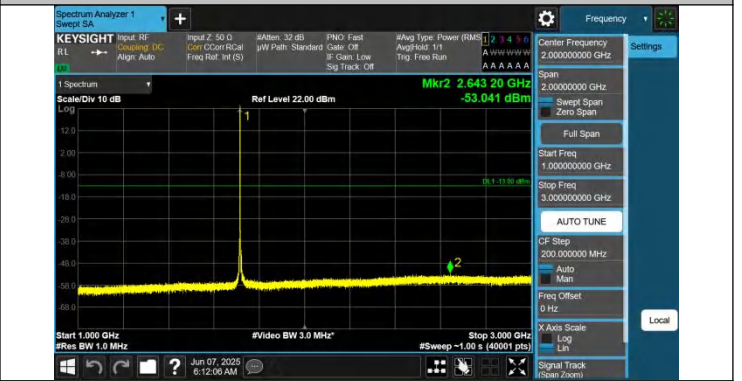 Spectrum Analyzer 1
Swept SA
+
Frequency
KEYSIGHT
RL
Input: RF
Coupling: DC
Align: Auto
Input Z: 50 Ω
Corr CCorr RCal
Freq Ref: Int (S)
#Atten: 32 dB
µW Path: Standard
PNO: Fast
Gate: Off
IF Gain: Low
Sig Track: Off
#Avg Type: Power (RMS
Avg|Hold: 1/1
Trig: Free Run
1 2 3 4 5 6
A W W W W W
A A A A A A
1 Spectrum
Scale/Div 10 dB
Log
Ref Level 22.00 dBm
Mkr2 2.643 20 GHz
-53.041 dBm
12.0
2.00
-8.00
-18.0
-28.0
-38.0
-48.0
-58.0
-68.0
1
2
DL1 -13.00 dBm
Start 1.000 GHz
#Res BW 1.0 MHz
#Video BW 3.0 MHz*
Stop 3.000 GHz
#Sweep ~1.00 s (40001 pts)
Center Frequency
2.000000000 GHz
Settings
Span
2.00000000 GHz
Swept Span
Zero Span
Full Span
Start Freq
1.000000000 GHz
Stop Freq
3.000000000 GHz
AUTO TUNE
CF Step
200.000000 MHz
Auto
Man
Freq Offset
0 Hz
X Axis Scale
Log
Lin
Local
Signal Track
(Span Zoom)
?
Jun 07, 2025
6:12:06 AM